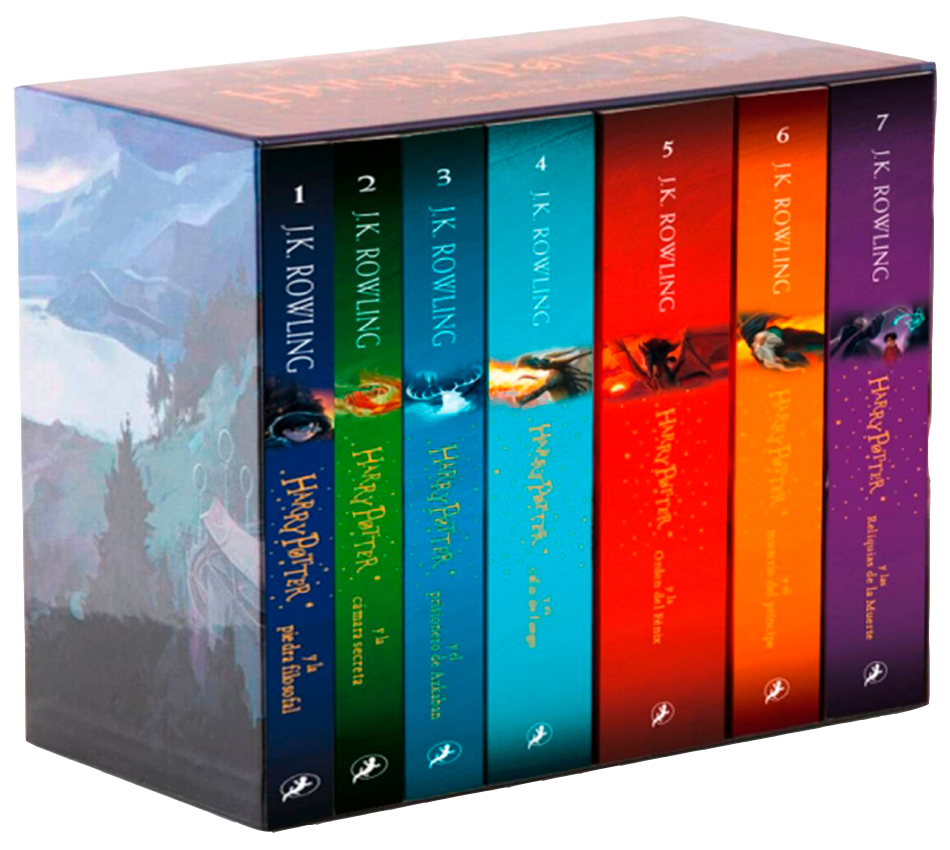 HARRY POTTER
1
J.K. ROWLING
HARRY POTTER
y la
piedra filosofal
2
J.K. ROWLING
HARRY POTTER
y la
cámara secreta
3
J.K. ROWLING
HARRY POTTER
y el
prisionero de Azkaban
4
J.K. ROWLING
HARRY POTTER
y el
cáliz de fuego
5
J.K. ROWLING
HARRY POTTER
y la
Orden del Fénix
6
J.K. ROWLING
HARRY POTTER
y el
misterio del príncipe
7
J.K. ROWLING
HARRY POTTER
y las
Reliquias de la Muerte